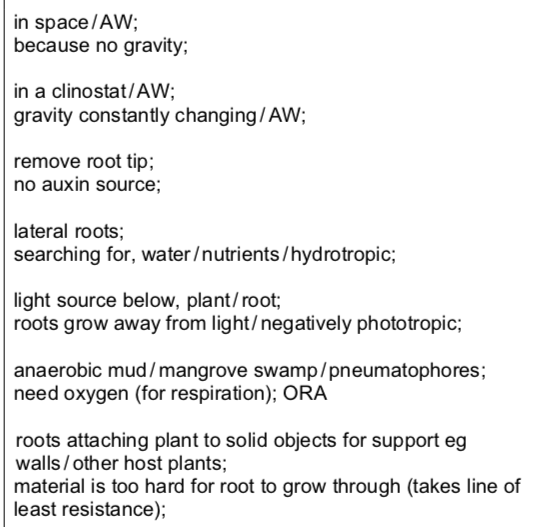 in space/AW;
because no gravity;
in a clinostat/AW;
gravity constantly changing/AW;
remove root tip;
no auxin source;
lateral roots;
searching for, water/nutrients/hydrotropic;
light source below, plant/root;
roots grow away from light/negatively phototropic;
anaerobic mud/mangrove swamp/pneumatophores;
need oxygen (for respiration); ORA
roots attaching plant to solid objects for support eg
walls/other host plants;
material is too hard for root to grow through (takes line of
least resistance);